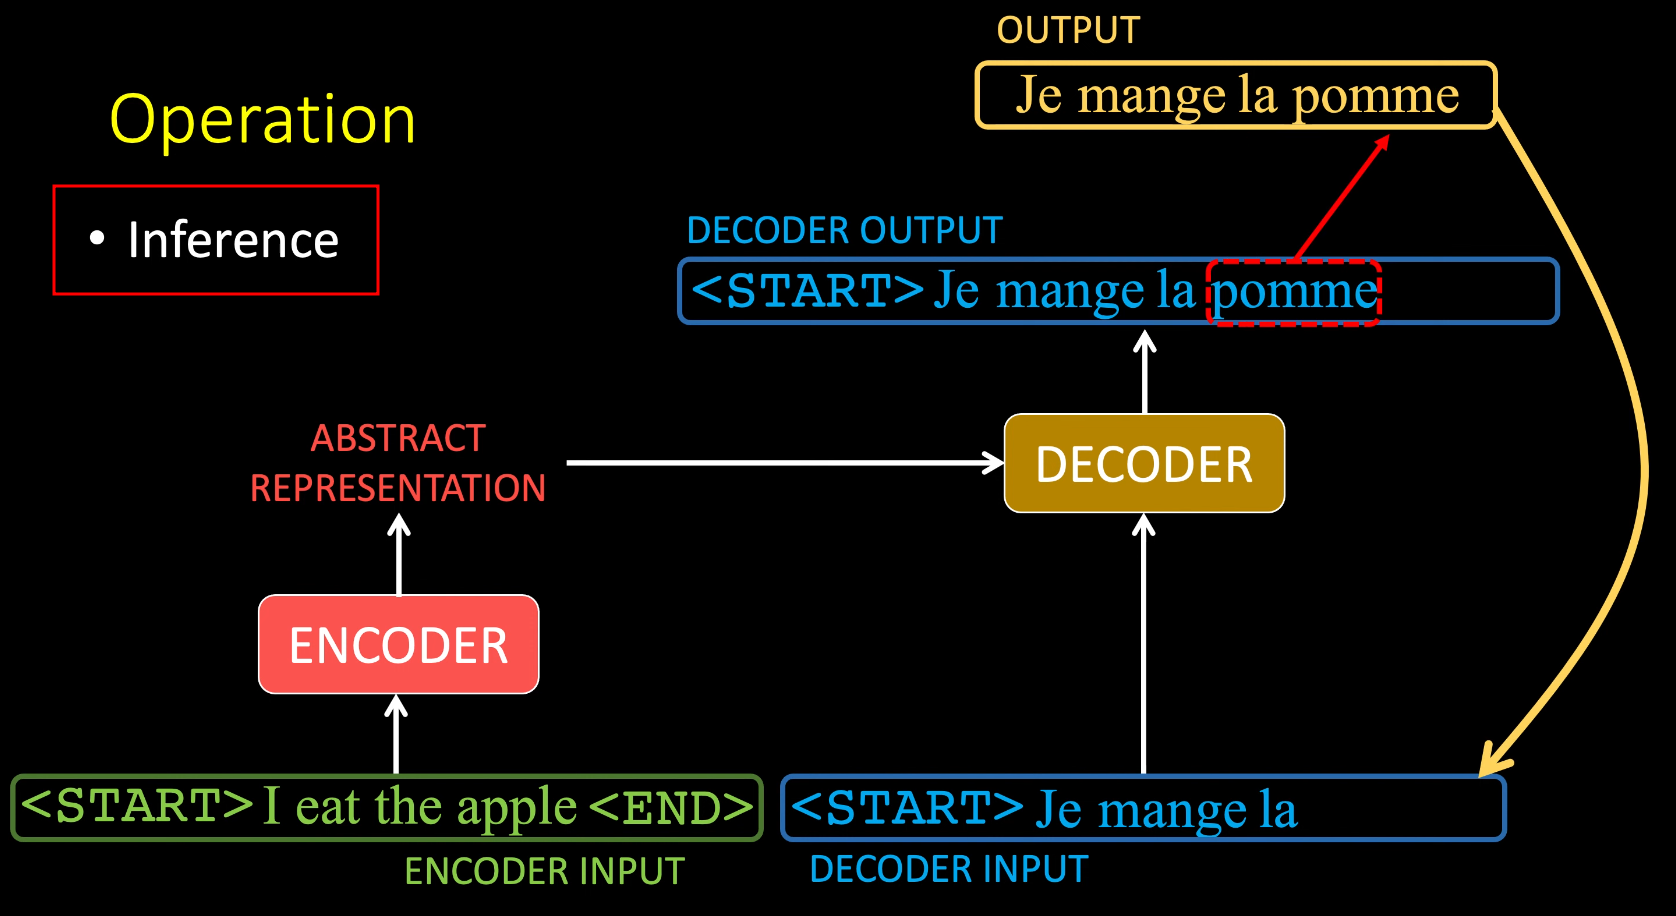 Operation
• Inference
OUTPUT
Je mange la pomme
DECODER OUTPUT
<START> Je mange la pomme
ABSTRACT
REPRESENTATION
DECODER
ENCODER
<START> I eat the apple <END>
ENCODER INPUT
<START> Je mange la
DECODER INPUT